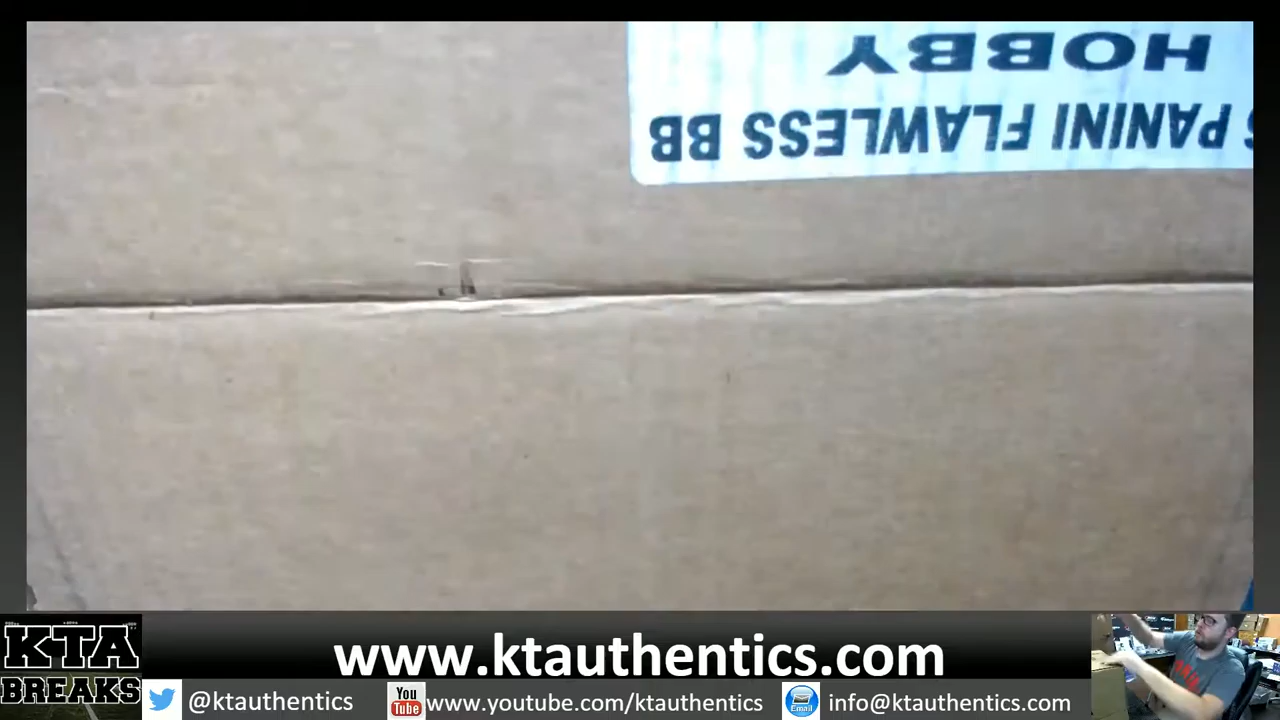 HOBBY
PANINI FLAWLESS BB
KTA
BREAKS
www.ktauthentics.com
@ktauthentics
You
Tube
www.youtube.com/ktauthentics
Email
info@ktauthentics.com